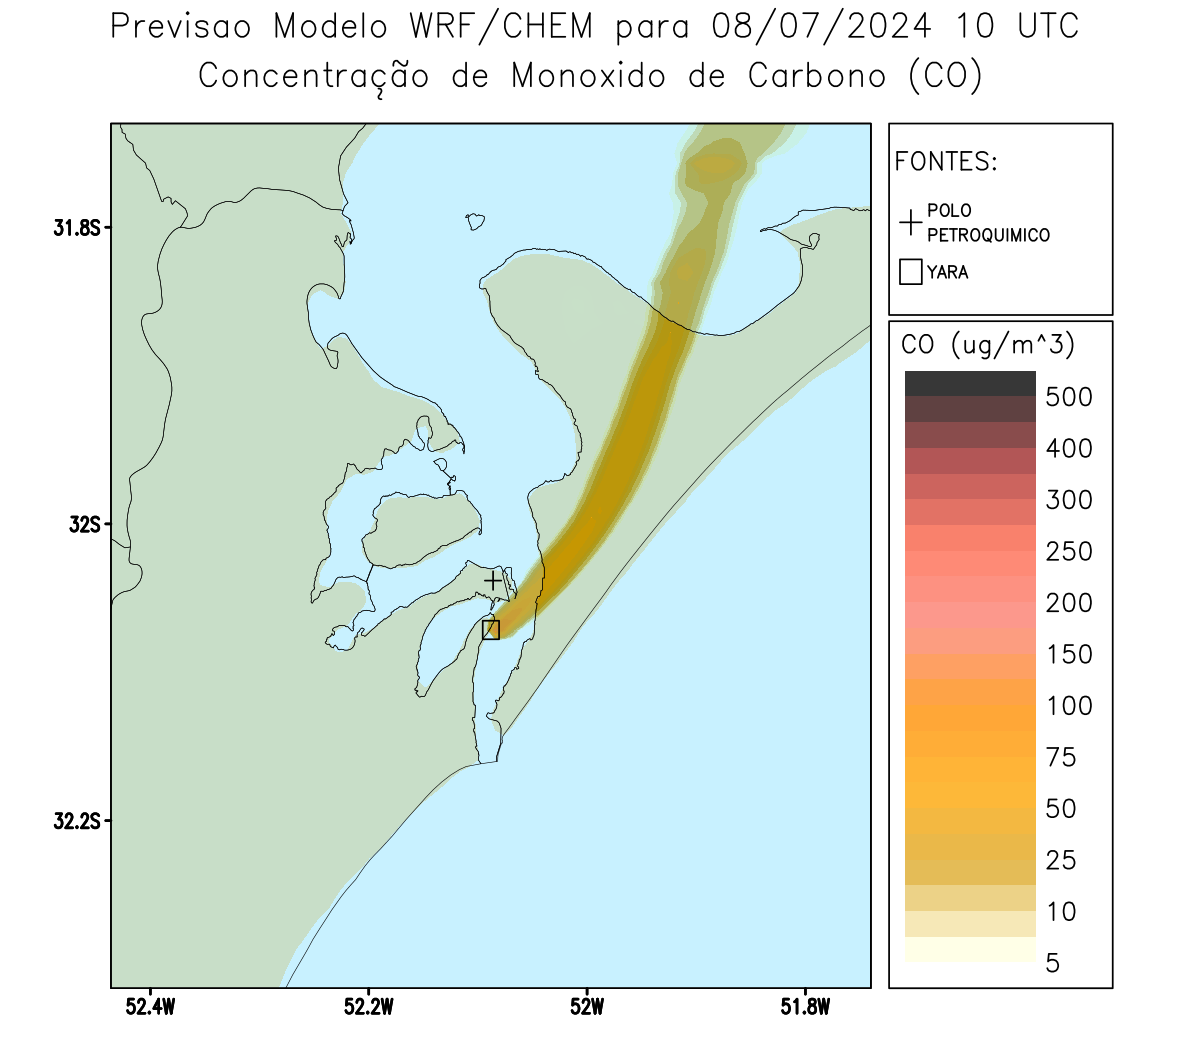 Previsao Modelo WRF/CHEM para 08/07/2024 10 UTC
Concentração de Monoxido de Carbono (CO)
FONTES:
POLO
PETROQUIMICO
YARA
CO (ug/m^3)
500
400
300
250
200
150
100
75
50
25
10
5
31.8S
32S
32.2S
52.4W
52.2W
52W
51.8W